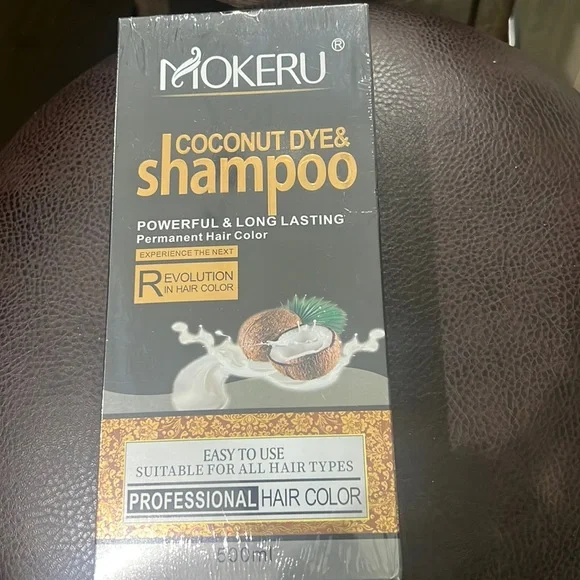 MOKERU®
COCONUT DYE&
shampoo
POWERFUL & LONG LASTING
Permanent Hair Color
EXPERIENCE THE NEXT
REVOLUTION
IN HAIR COLOR
EASY TO USE
SUITABLE FOR ALL HAIR TYPES
PROFESSIONAL HAIR COLOR
500ml